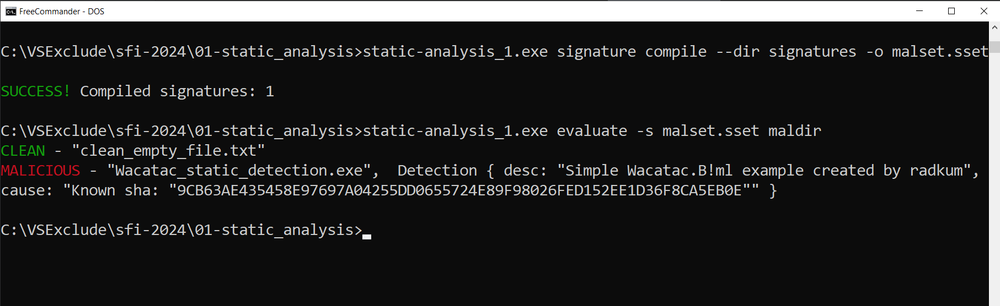 FreeCommander - DOS
C:\VSExclude\sfi-2024\01-static_analysis>static-analysis_1.exe signature compile --dir signatures -o malset.sset
SUCCESS! Compiled signatures: 1
C:\VSExclude\sfi-2024\01-static_analysis>static-analysis_1.exe evaluate -s malset.sset maldir
CLEAN - "clean_empty_file.txt"
MALICIOUS - "Wacatac_static_detection.exe",  Detection { desc: "Simple Wacatac.B!ml example created by radkum",
cause: "Known sha: "9CB63AE435458E97697A04255DD0655724E89F98026FED152EE1D36F8CA5EB0E"" }
C:\VSExclude\sfi-2024\01-static_analysis>